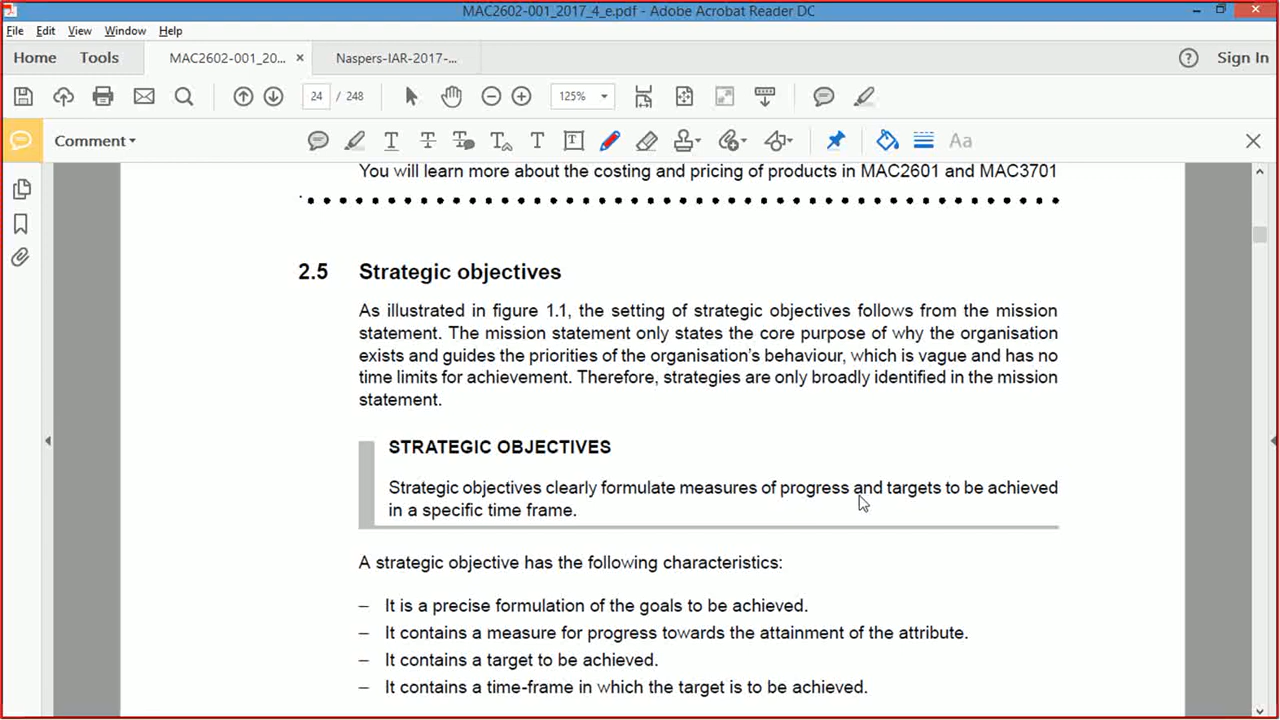 MAC2602-001_2017_4_e.pdf - Adobe Acrobat Reader DC
File Edit View Window Help
Home Tools MAC2602-001_20... × Naspers-IAR-2017-... ? Sign In
24 / 248 125%
Comment T T T T T T Aa
You will learn more about the costing and pricing of products in MAC2601 and MAC3701
2.5 Strategic objectives
As illustrated in figure 1.1, the setting of strategic objectives follows from the mission
statement. The mission statement only states the core purpose of why the organisation
exists and guides the priorities of the organisation's behaviour, which is vague and has no
time limits for achievement. Therefore, strategies are only broadly identified in the mission
statement.
STRATEGIC OBJECTIVES
Strategic objectives clearly formulate measures of progress and targets to be achieved
in a specific time frame.
A strategic objective has the following characteristics:
– It is a precise formulation of the goals to be achieved.
– It contains a measure for progress towards the attainment of the attribute.
– It contains a target to be achieved.
– It contains a time-frame in which the target is to be achieved.